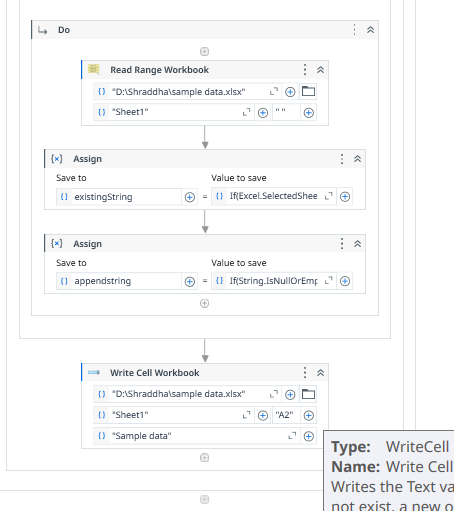 Do
Read Range Workbook
"D:\Shraddha\sample data.xlsx"
"Sheet1" " "
Assign
Save to Value to save
existingString = If(Excel.SelectedShee
Assign
Save to Value to save
appendstring = If(String.IsNullOrEmp
Write Cell Workbook
"D:\Shraddha\sample data.xlsx"
"Sheet1" "A2"
"Sample data"
Type: WriteCell
Name: Write Cell
Writes the Text va
not exist, a new o